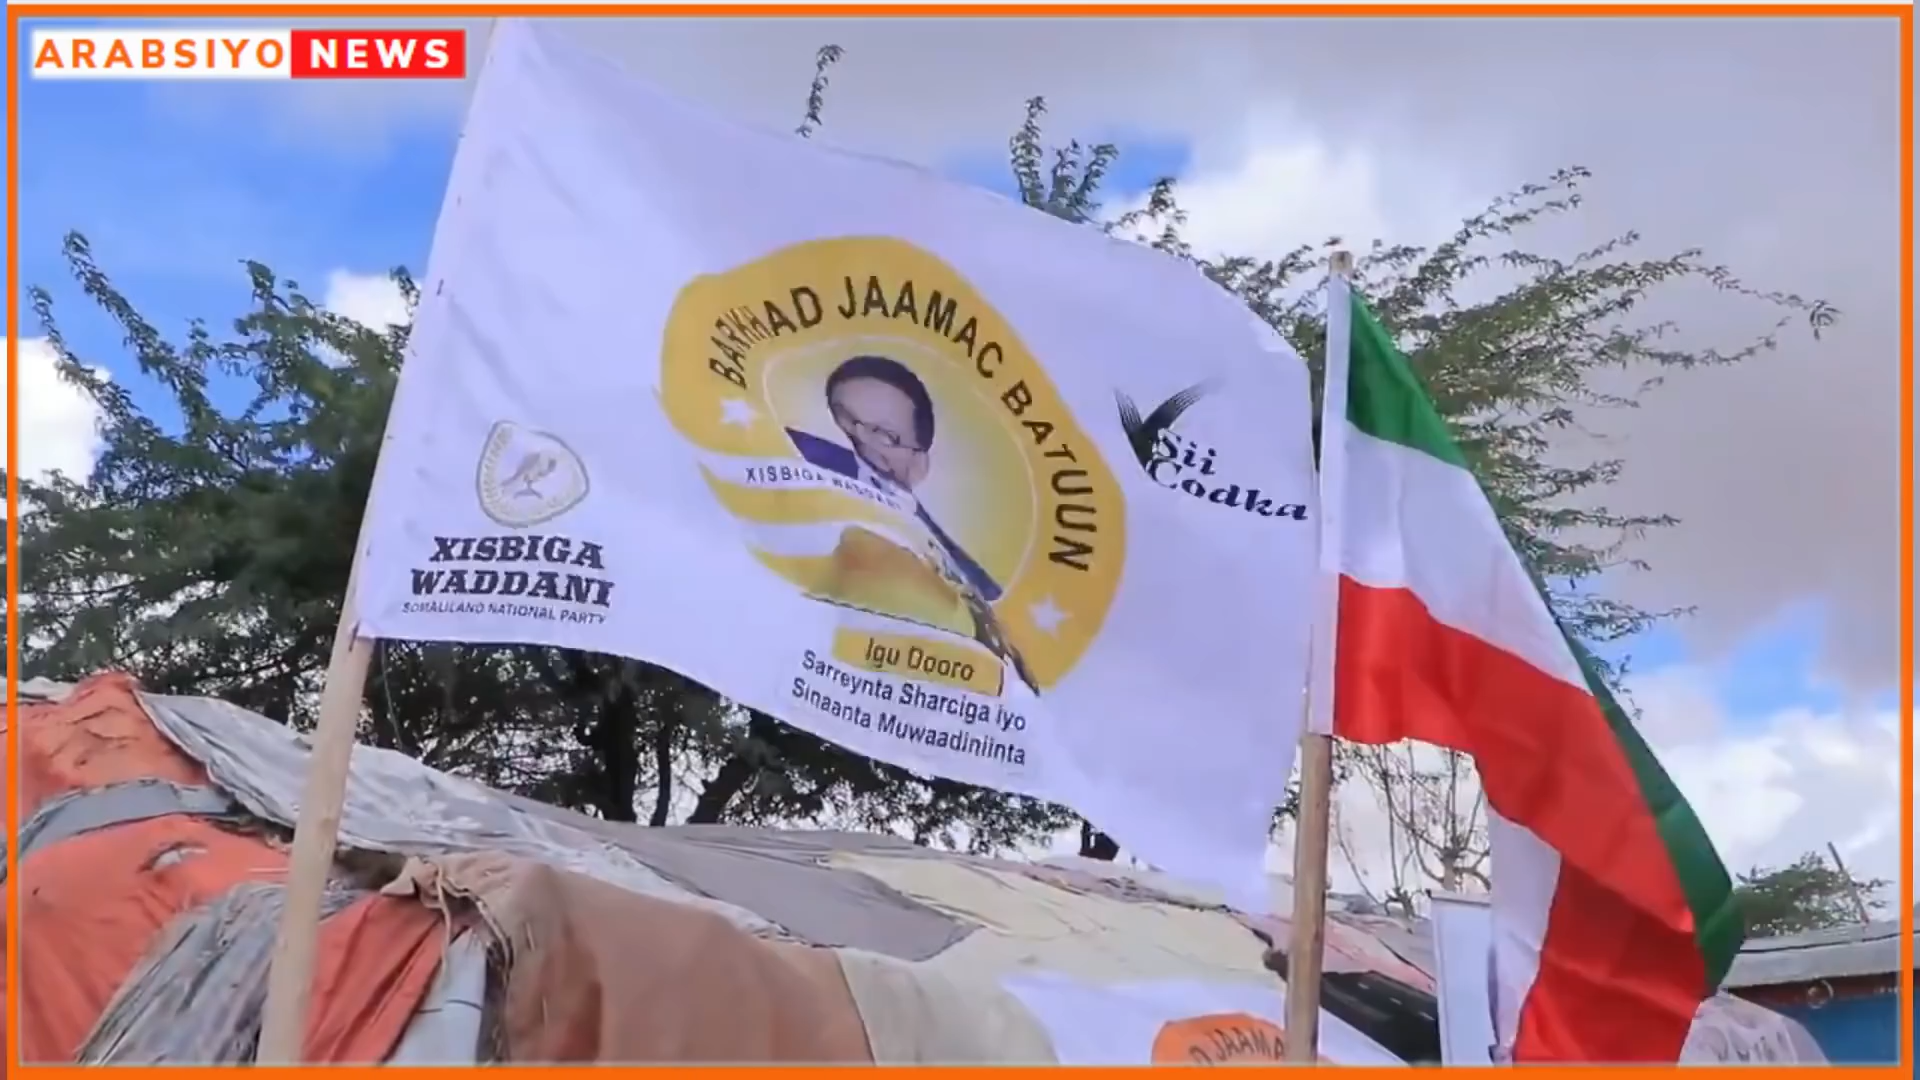 ARABSIYO NEWS
BARKHAD JAAMAC BATUUN
XISBIGA WADDANI
Sii
Codka
XISBIGA
WADDANI
SOMALILAND NATIONAL PARTY
Igu Dooro
Sarreynta Sharciga iyo
Sinaanta Muwaadiniinta
D JAAMA